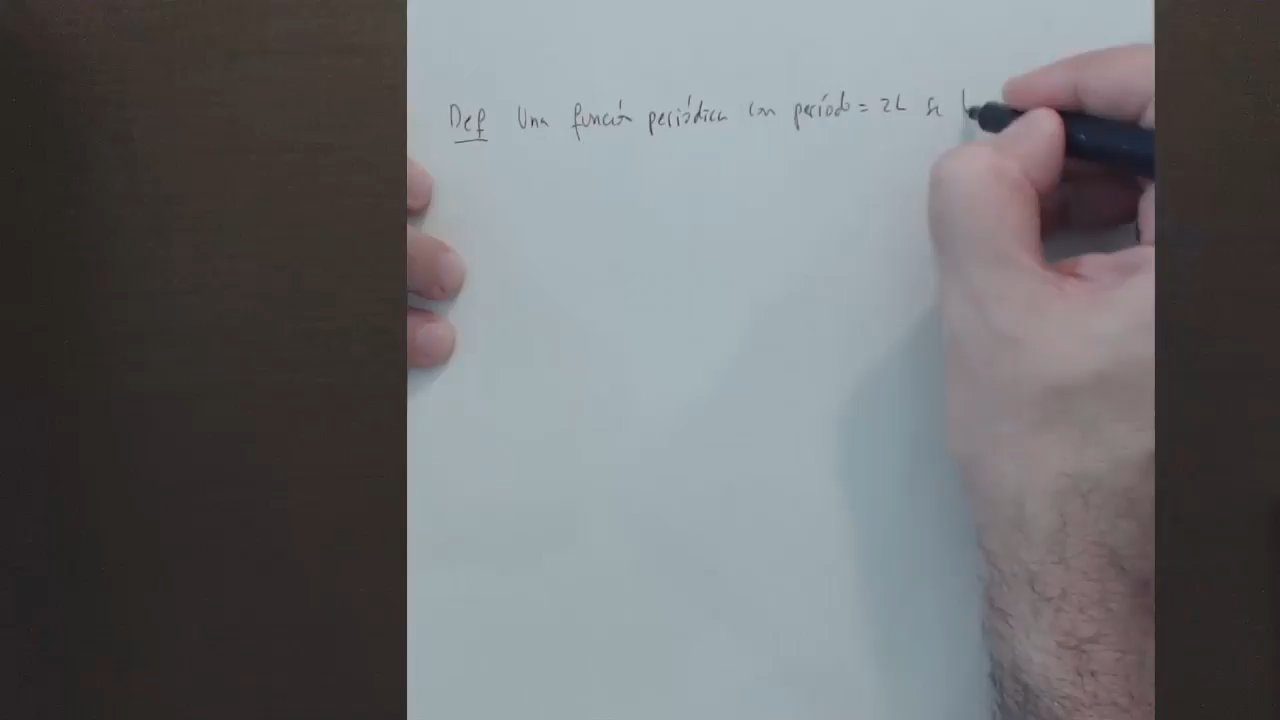 Def Una función periódica con período = 2L se